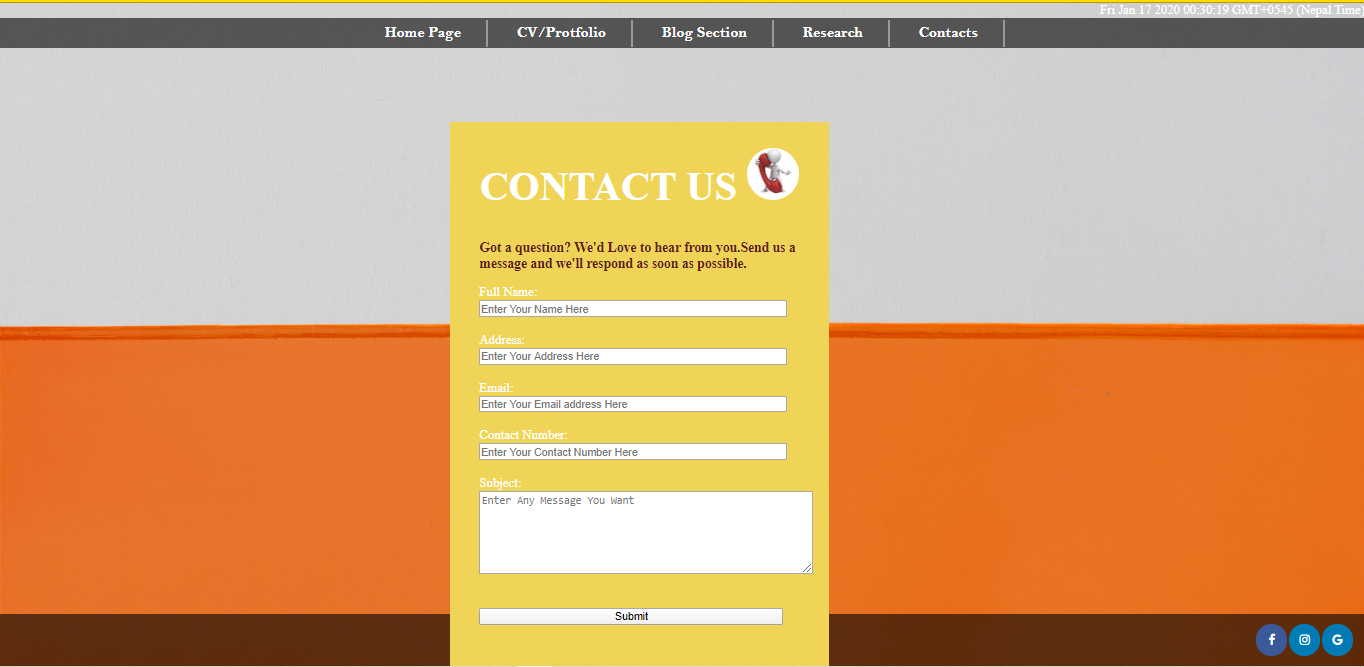 Fri Jan 17 2020 00:30:19 GMT+0545 (Nepal Time)
Home Page CV/Protfolio Blog Section Research Contacts
CONTACT US
Got a question? We'd Love to hear from you.Send us a
message and we'll respond as soon as possible.
Full Name:
Enter Your Name Here
Address:
Enter Your Address Here
Email:
Enter Your Email address Here
Contact Number:
Enter Your Contact Number Here
Subject:
Enter Any Message You Want
Submit